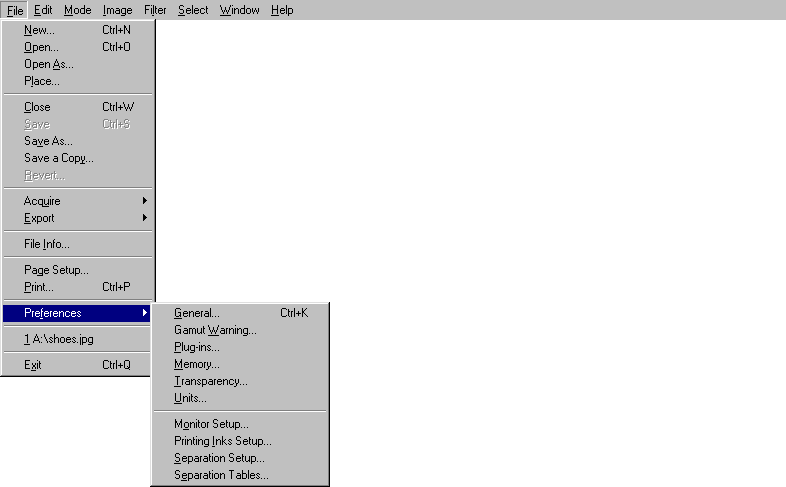 File Edit Mode Image Filter Select Window Help
New... Ctrl+N
Open... Ctrl+O
Open As...
Place...
Close Ctrl+W
Save Ctrl+S
Save As...
Save a Copy...
Revert...
Acquire
Export
File Info...
Page Setup...
Print... Ctrl+P
Preferences
1 A:\shoes.jpg
Exit Ctrl+Q
General... Ctrl+K
Gamut Warning...
Plug-ins...
Memory...
Transparency...
Units...
Monitor Setup...
Printing Inks Setup...
Separation Setup...
Separation Tables...